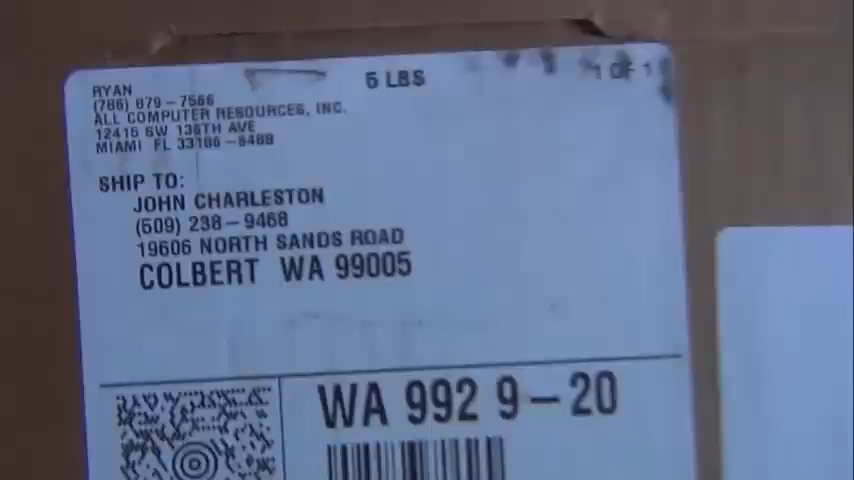 RYAN
(786) 879-7566
ALL COMPUTER RESOURCES, INC.
12415 SW 136TH AVE
MIAMI FL 33186-6488
5 LBS
1 OF 1
SHIP TO:
JOHN CHARLESTON
(509) 238-9468
19606 NORTH SANDS ROAD
COLBERT WA 99005
WA 992 9-20